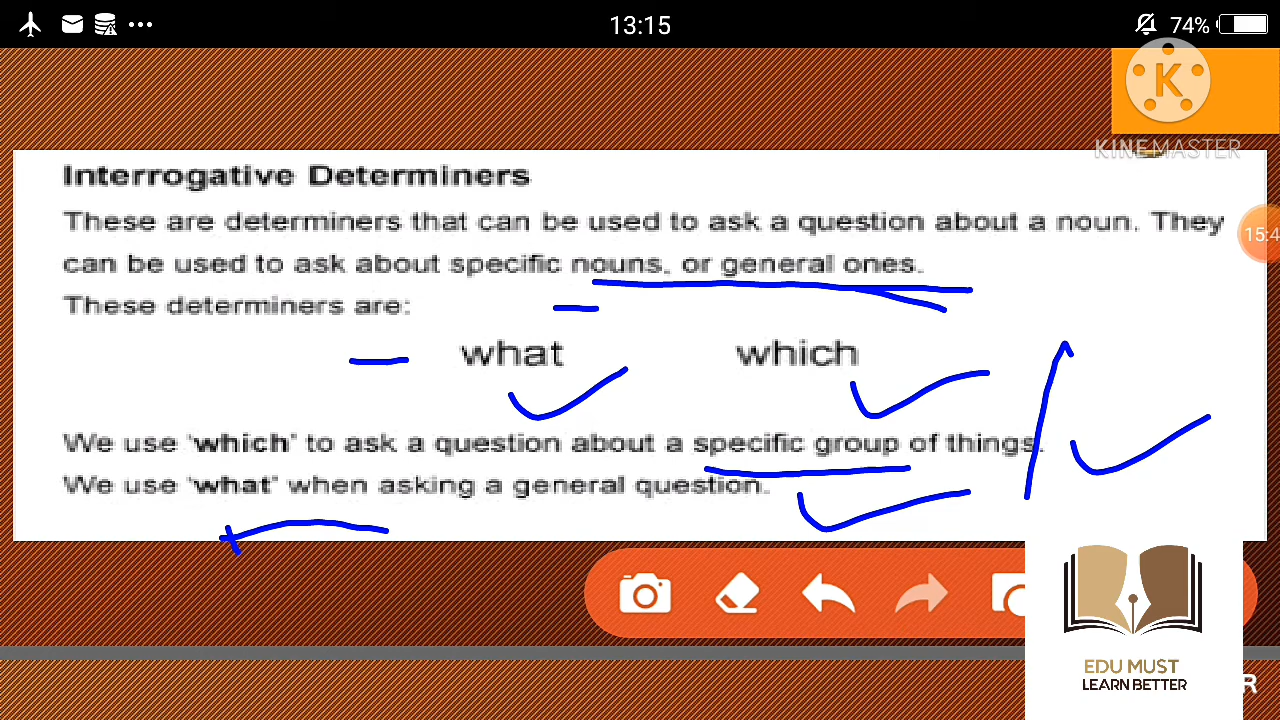 13:15
74%
K
KINEMASTER
Interrogative Determiners
These are determiners that can be used to ask a question about a noun. They
15:4
can be used to ask about specific nouns, or general ones.
These determiners are:
what which
We use 'which' to ask a question about a specific group of things.
We use 'what' when asking a general question.
EDU MUST
LEARN BETTER
R